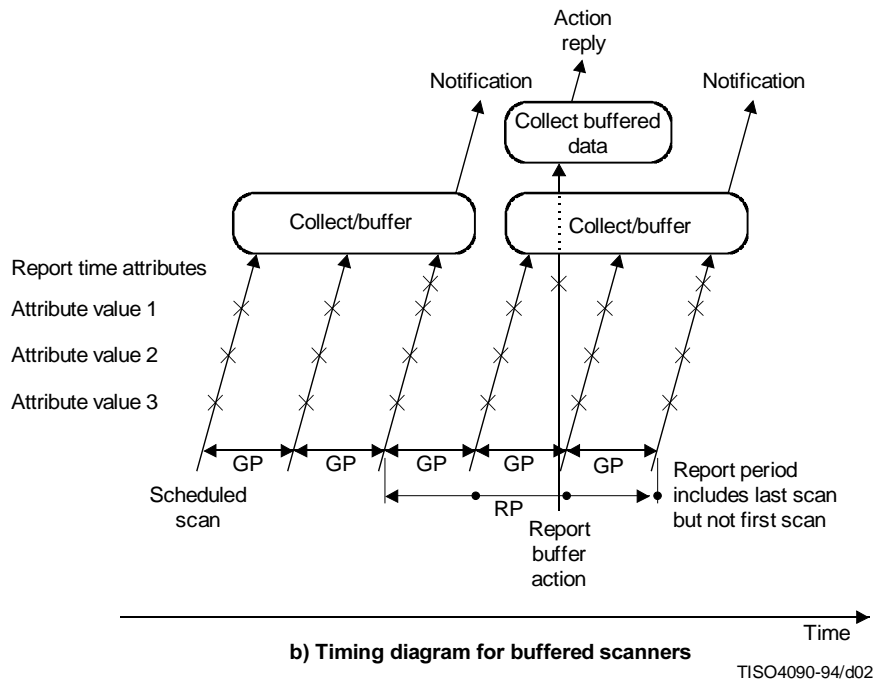 Action
reply
Notification
Notification
Collect buffered
data
Collect/buffer
Collect/buffer
Report time attributes
Attribute value 1
Attribute value 2
Attribute value 3
GP
GP
GP
GP
GP
Scheduled
scan
RP
Report
buffer
action
Report period
includes last scan
but not first scan
Time
b) Timing diagram for buffered scanners
TISO4090-94/d02